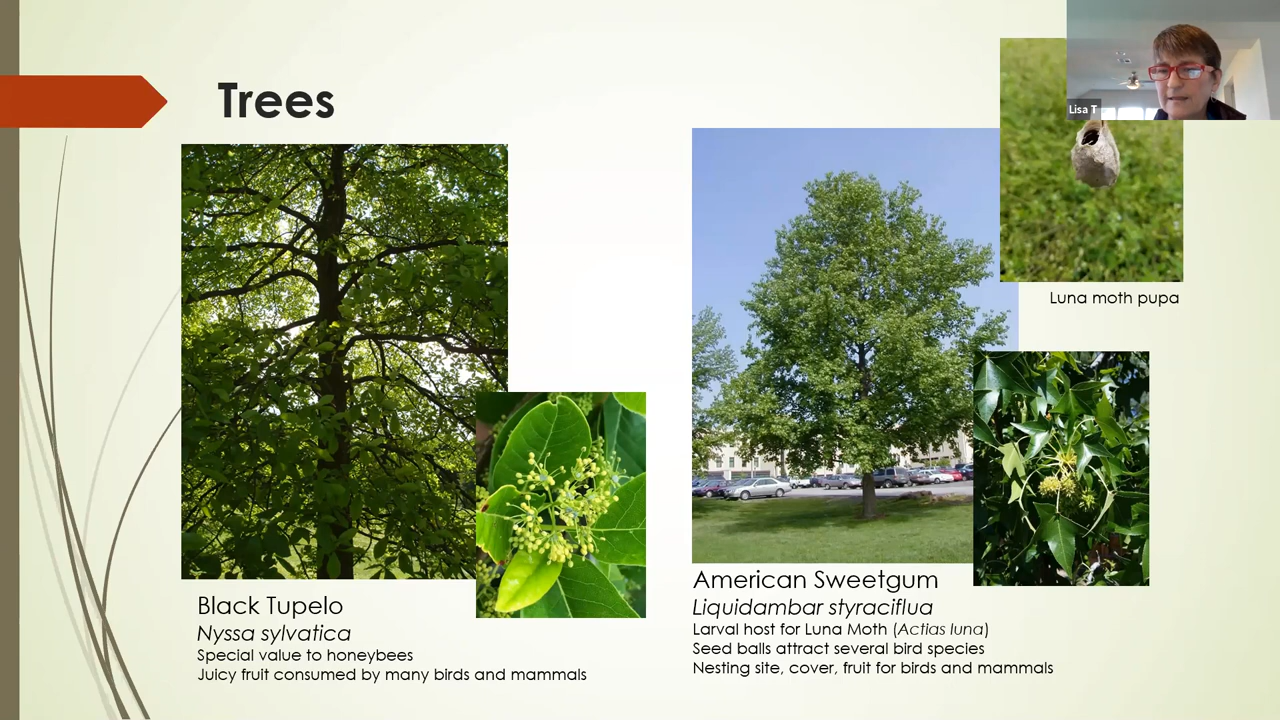 Trees
Lisa T
Luna moth pupa
Black Tupelo
Nyssa sylvatica
Special value to honeybees
Juicy fruit consumed by many birds and mammals
American Sweetgum
Liquidambar styraciflua
Larval host for Luna Moth (Actias luna)
Seed balls attract several bird species
Nesting site, cover, fruit for birds and mammals